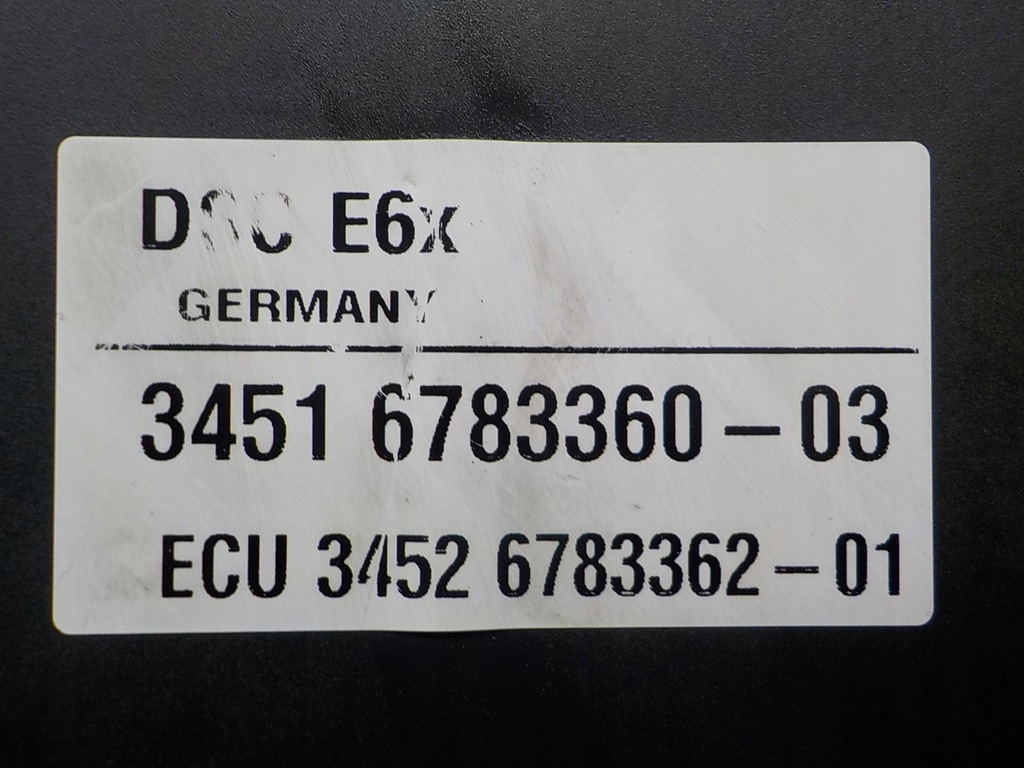 DSC E6x
GERMANY
3451 6783360 - 03
ECU 3452 6783362 - 01